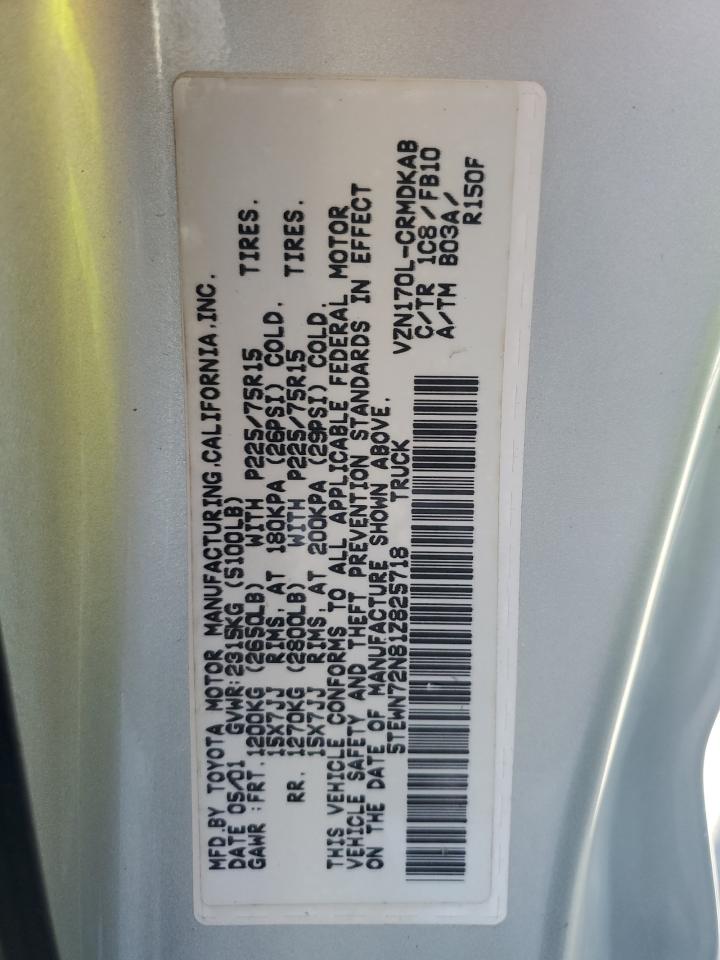 MFD.BY TOYOTA MOTOR MANUFACTURING,CALIFORNIA,INC.
DATE 05/01 GVWR:2315KG (5100LB)
GAWR :FRT.1200KG (2650LB) WITH P225/75R15 TIRES.
15X7JJ RIMS, AT 180KPA (26PSI) COLD.
RR. 1270KG (2800LB) WITH P225/75R15 TIRES.
15X7JJ RIMS, AT 200KPA (29PSI) COLD.
THIS VEHICLE CONFORMS TO ALL APPLICABLE FEDERAL MOTOR
VEHICLE SAFETY AND THEFT PREVENTION STANDARDS IN EFFECT
ON THE DATE OF MANUFACTURE SHOWN ABOVE.
5TEWN72N81Z825718 TRUCK
VZN170L-CRMDKAB
C/TR 1C8/FB10
A/TM B03A/
R150F